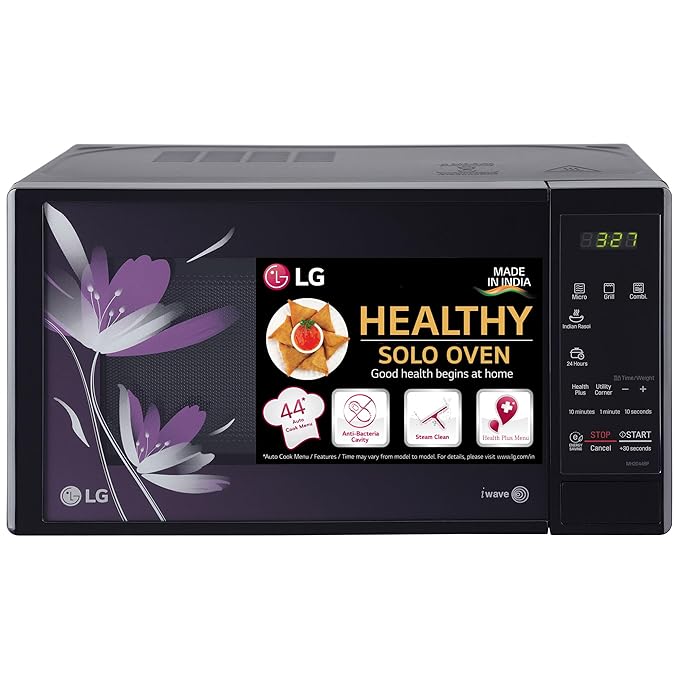 LG
MADE
IN INDIA
HEALTHY
SOLO OVEN
Good health begins at home
44*
Auto
Cook Menu
Anti-Bacteria
Cavity
Steam Clean
Health Plus Menu
*Auto Cook Menu / Features / Time may vary from model to model. For details, please visit www.lg.com/in
LG
iwave
327
Micro Grill Combi.
Indian Rasoi
24 Hours
Time/Weight
Health
Plus
Utility
Corner
− +
10 minutes 1 minute 10 seconds
ENERGY
SAVING
STOP
Cancel
START
+30 seconds
MH2044BP